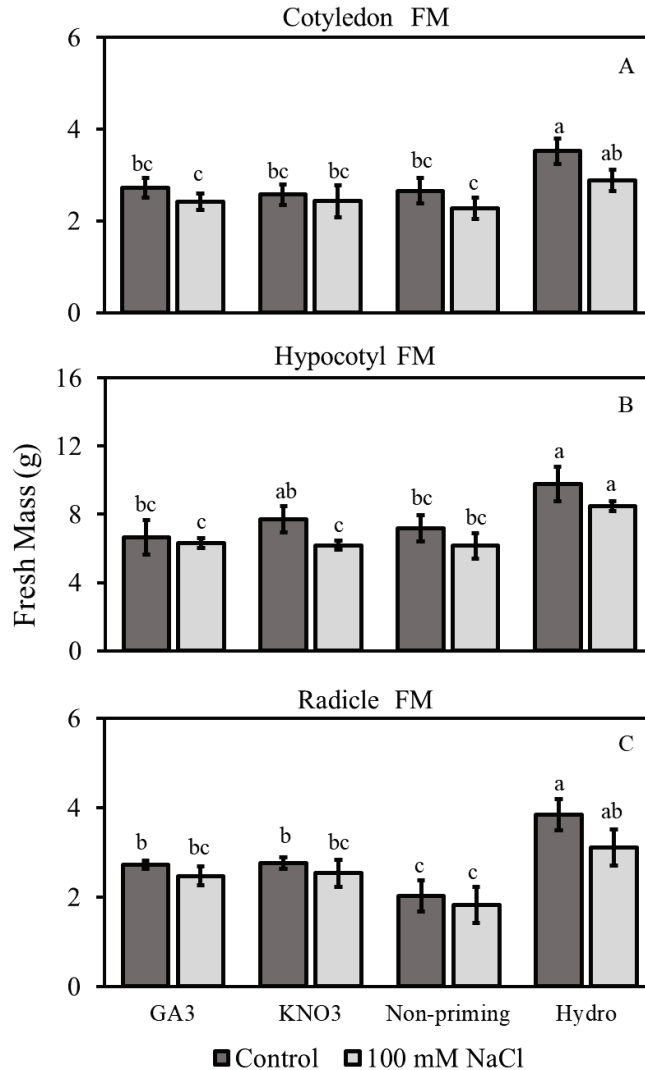 Cotyledon FM
6
A
a
bc
bc
bc
ab
4
c
bc
c
2
0
Hypocotyl FM
16
B
12
a
ab
a
bc
bc
c
c
bc
8
4
0
Fresh Mass (g)
Radicle FM
6
C
a
ab
4
b
bc
b
bc
c
c
2
0
GA3 KNO3 Non-priming Hydro
Control 100 mM NaCl